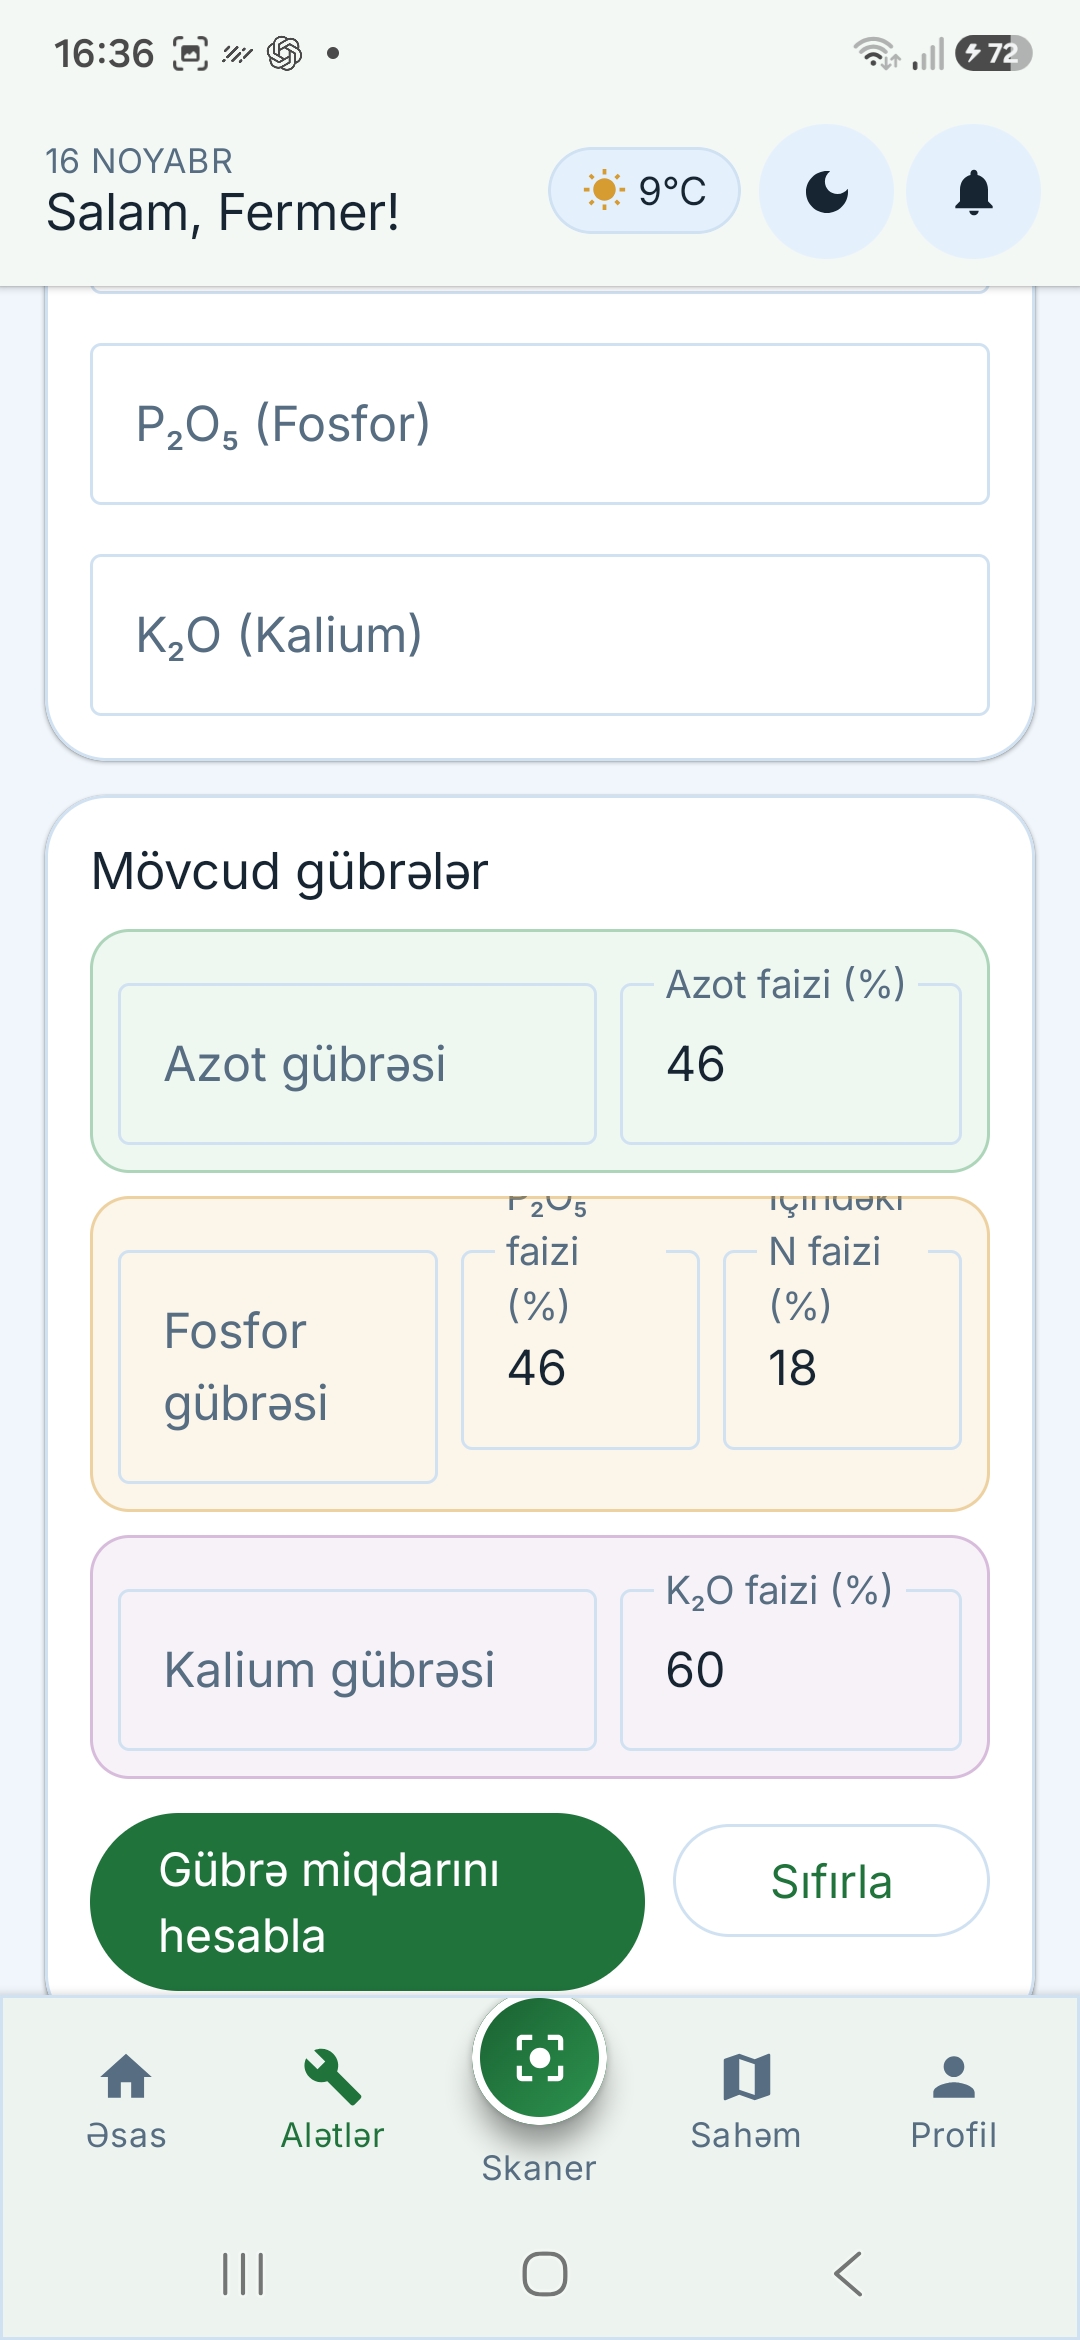 16:36
72
16 NOYABR
Salam, Fermer!
9°C
P₂O₅ (Fosfor)
K₂O (Kalium)
Mövcud gübrələr
Azot gübrəsi
Azot faizi (%)
46
Fosfor
gübrəsi
P₂O₅
faizi
(%)
46
İçindəki
N faizi
(%)
18
Kalium gübrəsi
K₂O faizi (%)
60
Gübrə miqdarını
hesabla
Sıfırla
Əsas
Alətlər
Skaner
Sahəm
Profil